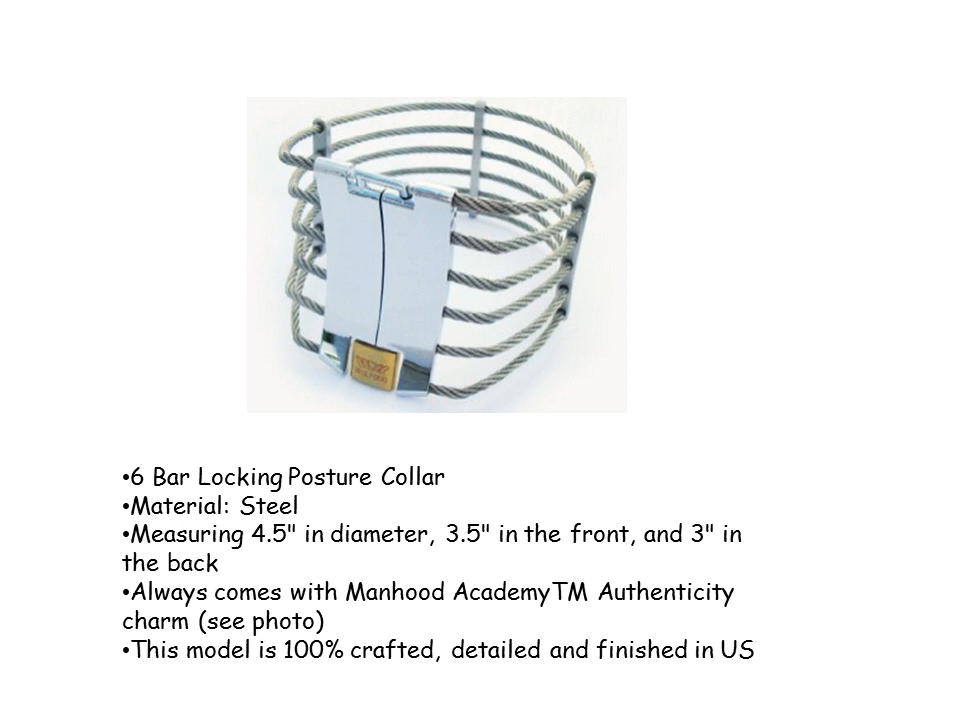 •6 Bar Locking Posture Collar
•Material: Steel
•Measuring 4.5" in diameter, 3.5" in the front, and 3" in
the back
•Always comes with Manhood AcademyTM Authenticity
charm (see photo)
•This model is 100% crafted, detailed and finished in US